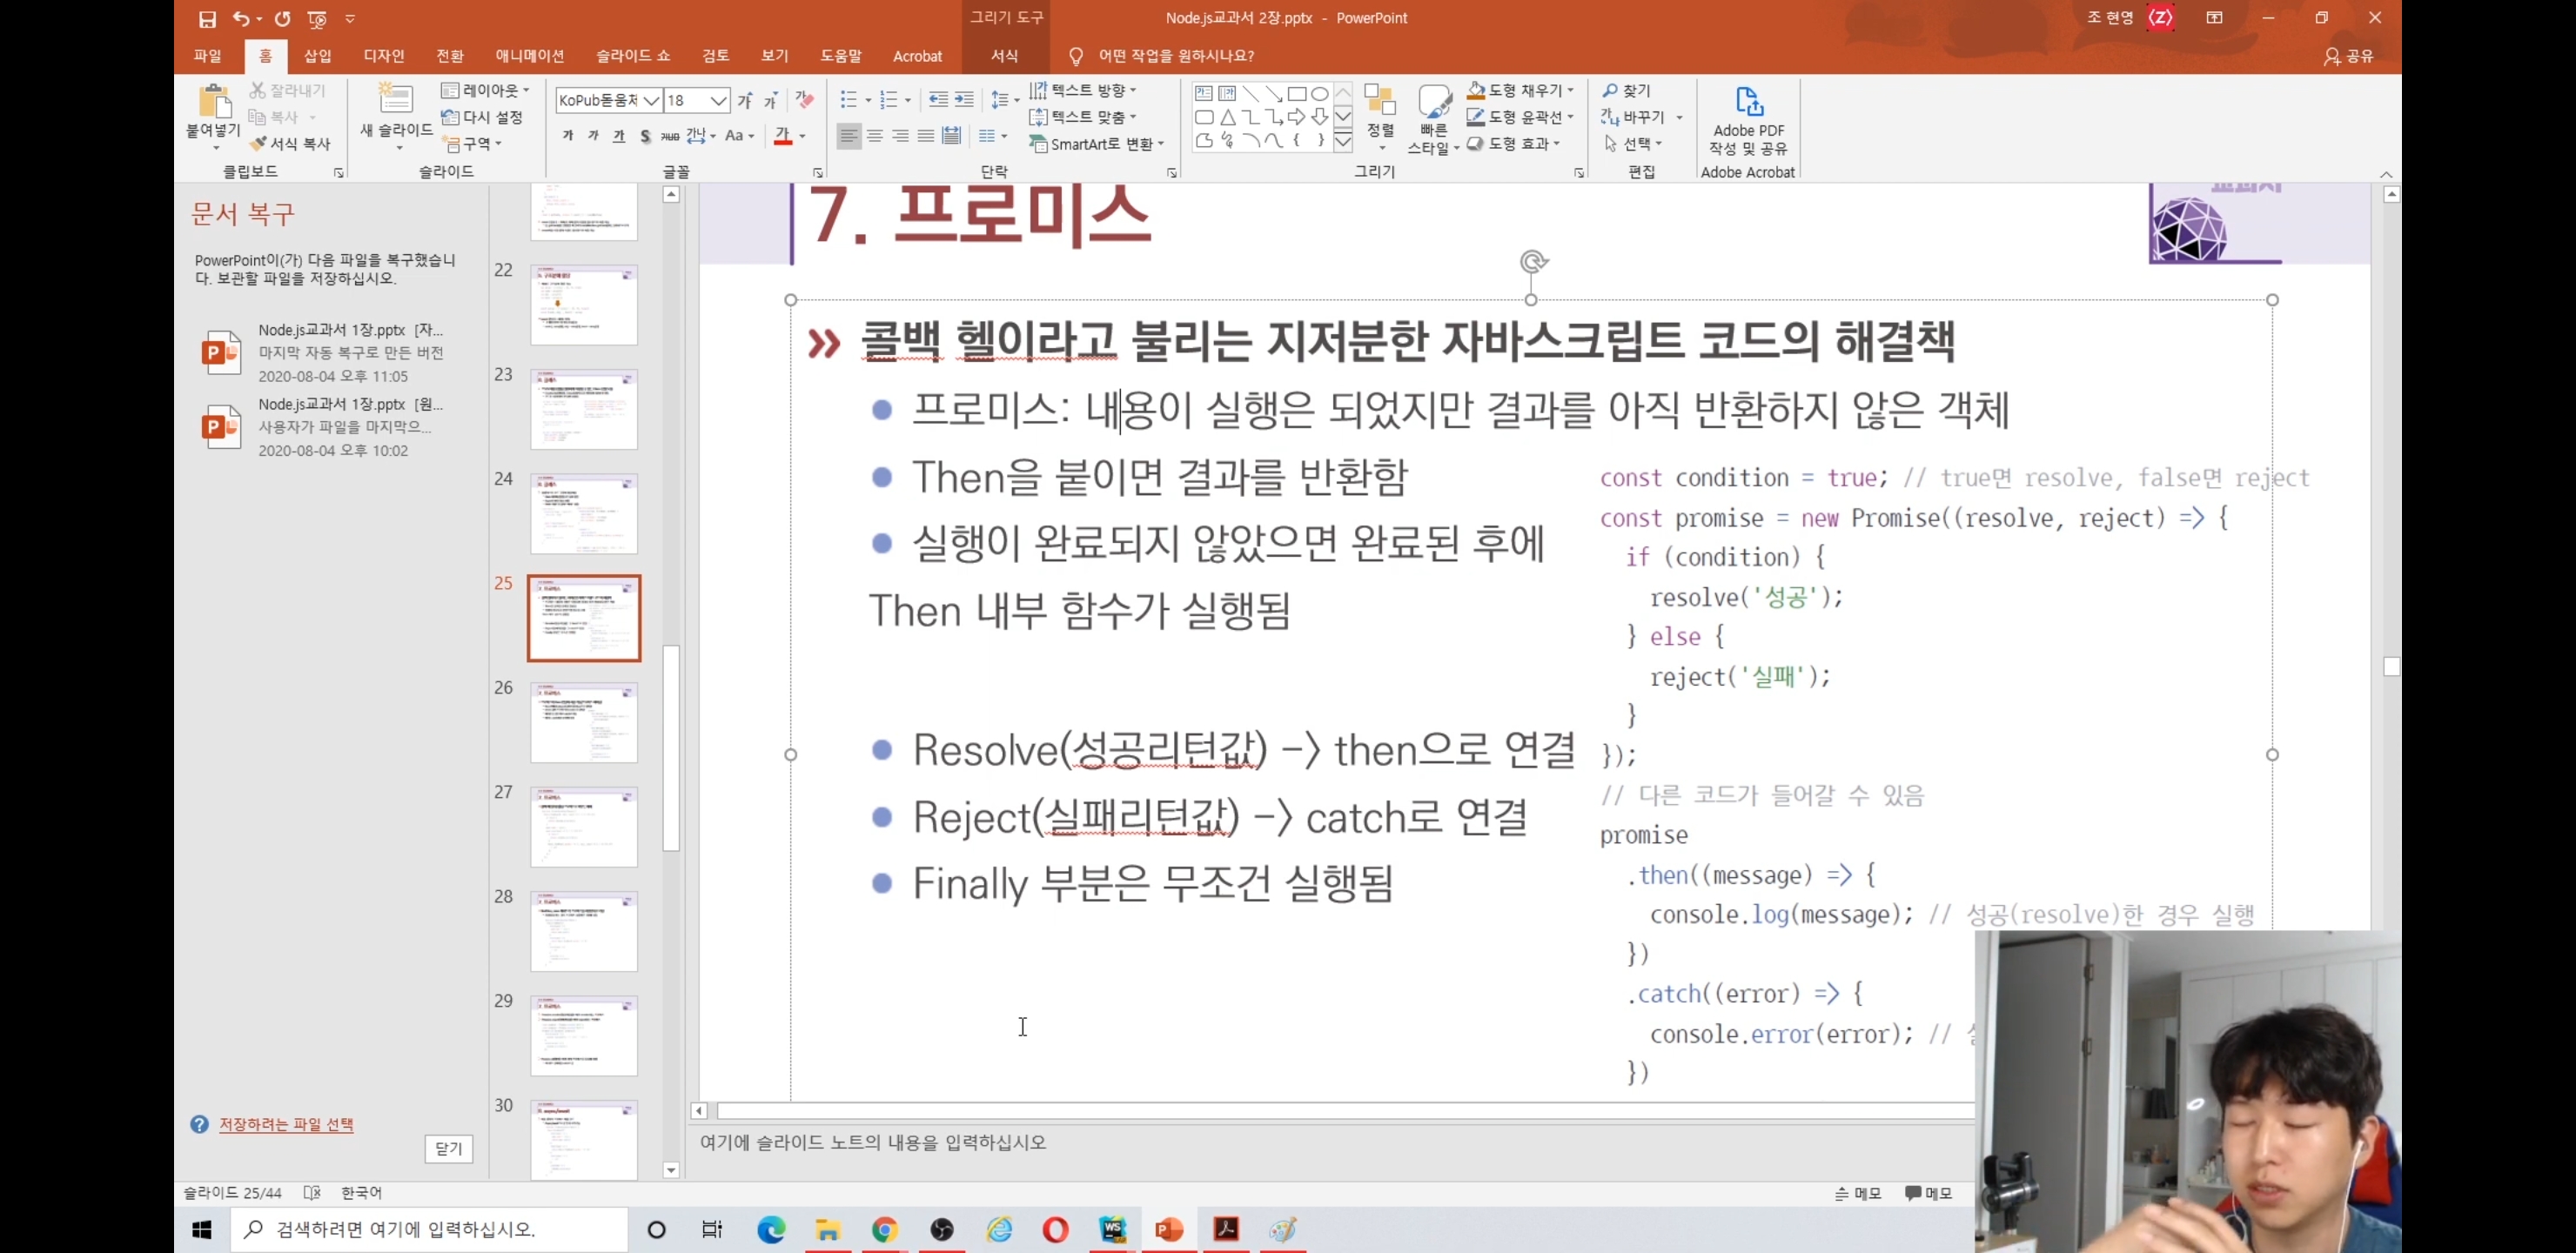 그리기 도구
Node.js교과서 2장.pptx - PowerPoint
조 현영
파일 홈 삽입 디자인 전환 애니메이션 슬라이드 쇼 검토 보기 도움말 Acrobat 서식 어떤 작업을 원하시나요? 공유
붙여넣기
잘라내기
복사
서식 복사
클립보드
새 슬라이드
레이아웃
다시 설정
구역
슬라이드
KoPub돋움체 18
가 가 가 S 가나 Aa 가
글꼴
텍스트 방향
텍스트 맞춤
SmartArt로 변환
단락
정렬
빠른 스타일
도형 채우기
도형 윤곽선
도형 효과
그리기
찾기
바꾸기
선택
편집
Adobe PDF
작성 및 공유
Adobe Acrobat
문서 복구
PowerPoint이(가) 다음 파일을 복구했습니
다. 보관할 파일을 저장하십시오.
Node.js교과서 1장.pptx [자...
마지막 자동 복구로 만든 버전
2020-08-04 오후 11:05
Node.js교과서 1장.pptx [원...
사용자가 파일을 마지막으...
2020-08-04 오후 10:02
저장하려는 파일 선택
닫기
22
23
24
25
26
27
28
29
30
7. 프로미스
콜백 헬이라고 불리는 지저분한 자바스크립트 코드의 해결책
프로미스: 내용이 실행은 되었지만 결과를 아직 반환하지 않은 객체
Then을 붙이면 결과를 반환함
실행이 완료되지 않았으면 완료된 후에
Then 내부 함수가 실행됨
Resolve(성공리턴값) -> then으로 연결
Reject(실패리턴값) -> catch로 연결
Finally 부분은 무조건 실행됨
const condition = true; // true면 resolve, false면 reject
const promise = new Promise((resolve, reject) => {
if (condition) {
resolve('성공');
} else {
reject('실패');
}
});
// 다른 코드가 들어갈 수 있음
promise
.then((message) => {
console.log(message); // 성공(resolve)한 경우 실행
})
.catch((error) => {
console.error(error); //
})
여기에 슬라이드 노트의 내용을 입력하십시오
슬라이드 25/44 한국어
메모 메모
검색하려면 여기에 입력하십시오.